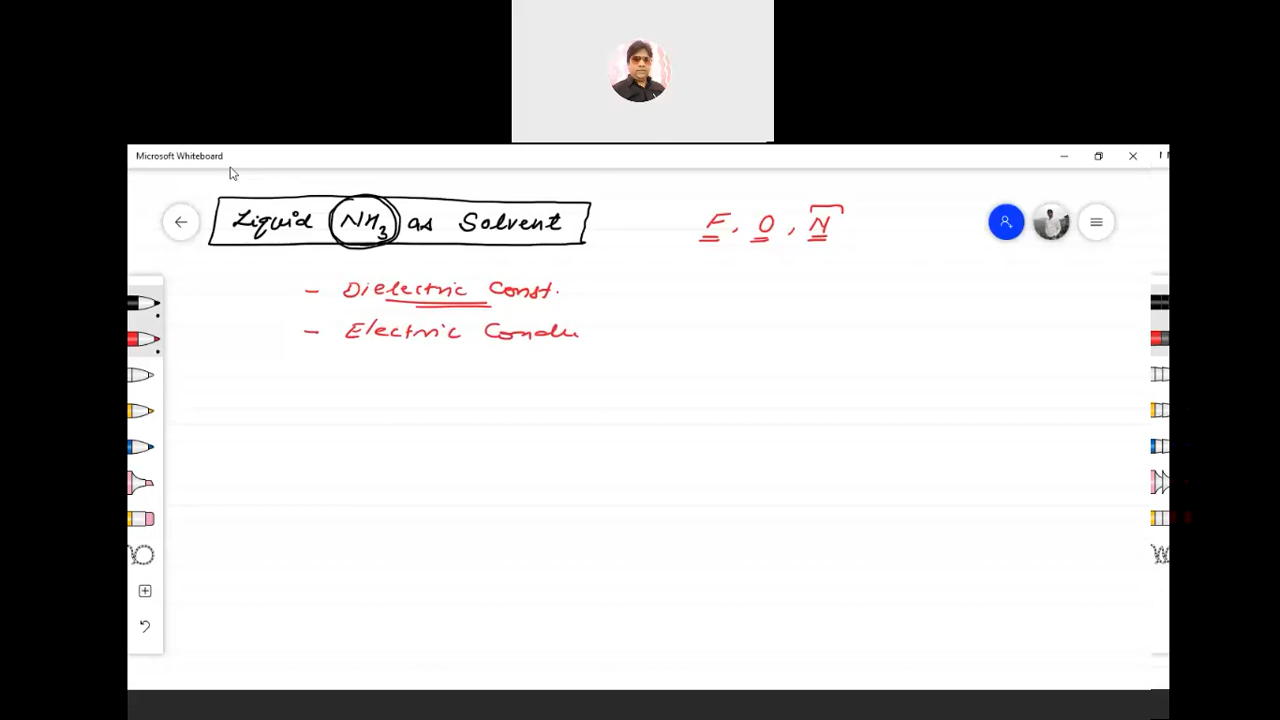 Microsoft Whiteboard
Liquid NH3 as Solvent
F, O, N
- Dielectric Const.
- Electric Condu